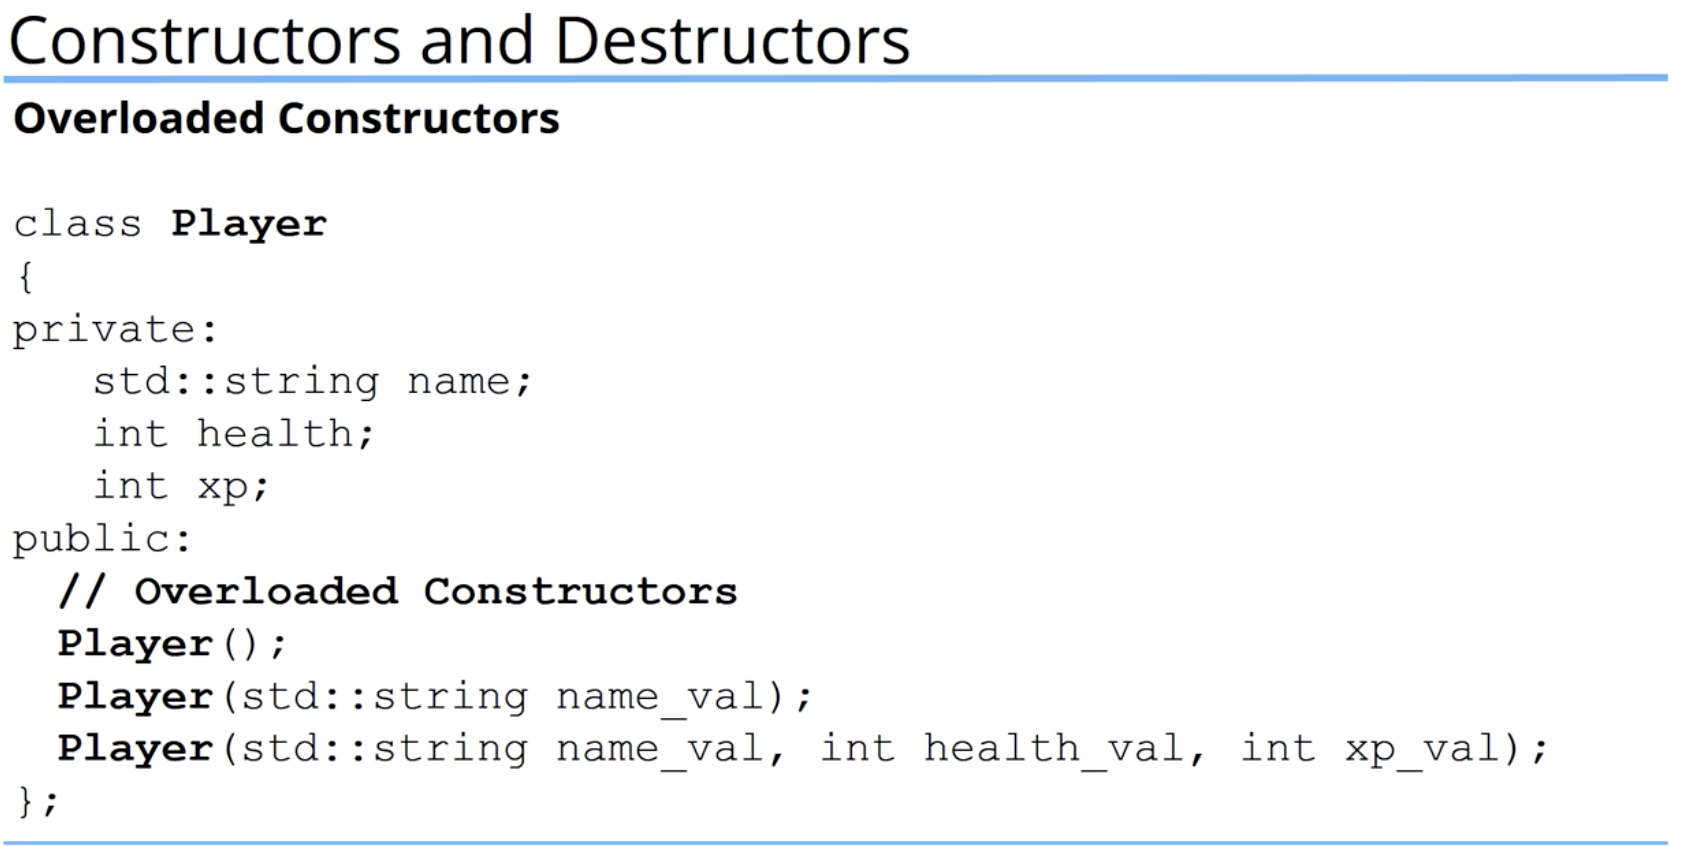 Constructors and Destructors
Overloaded Constructors
class Player
{
private:
   std::string name;
   int health;
   int xp;
public:
  // Overloaded Constructors
  Player();
  Player(std::string name_val);
  Player(std::string name_val, int health_val, int xp_val);
};